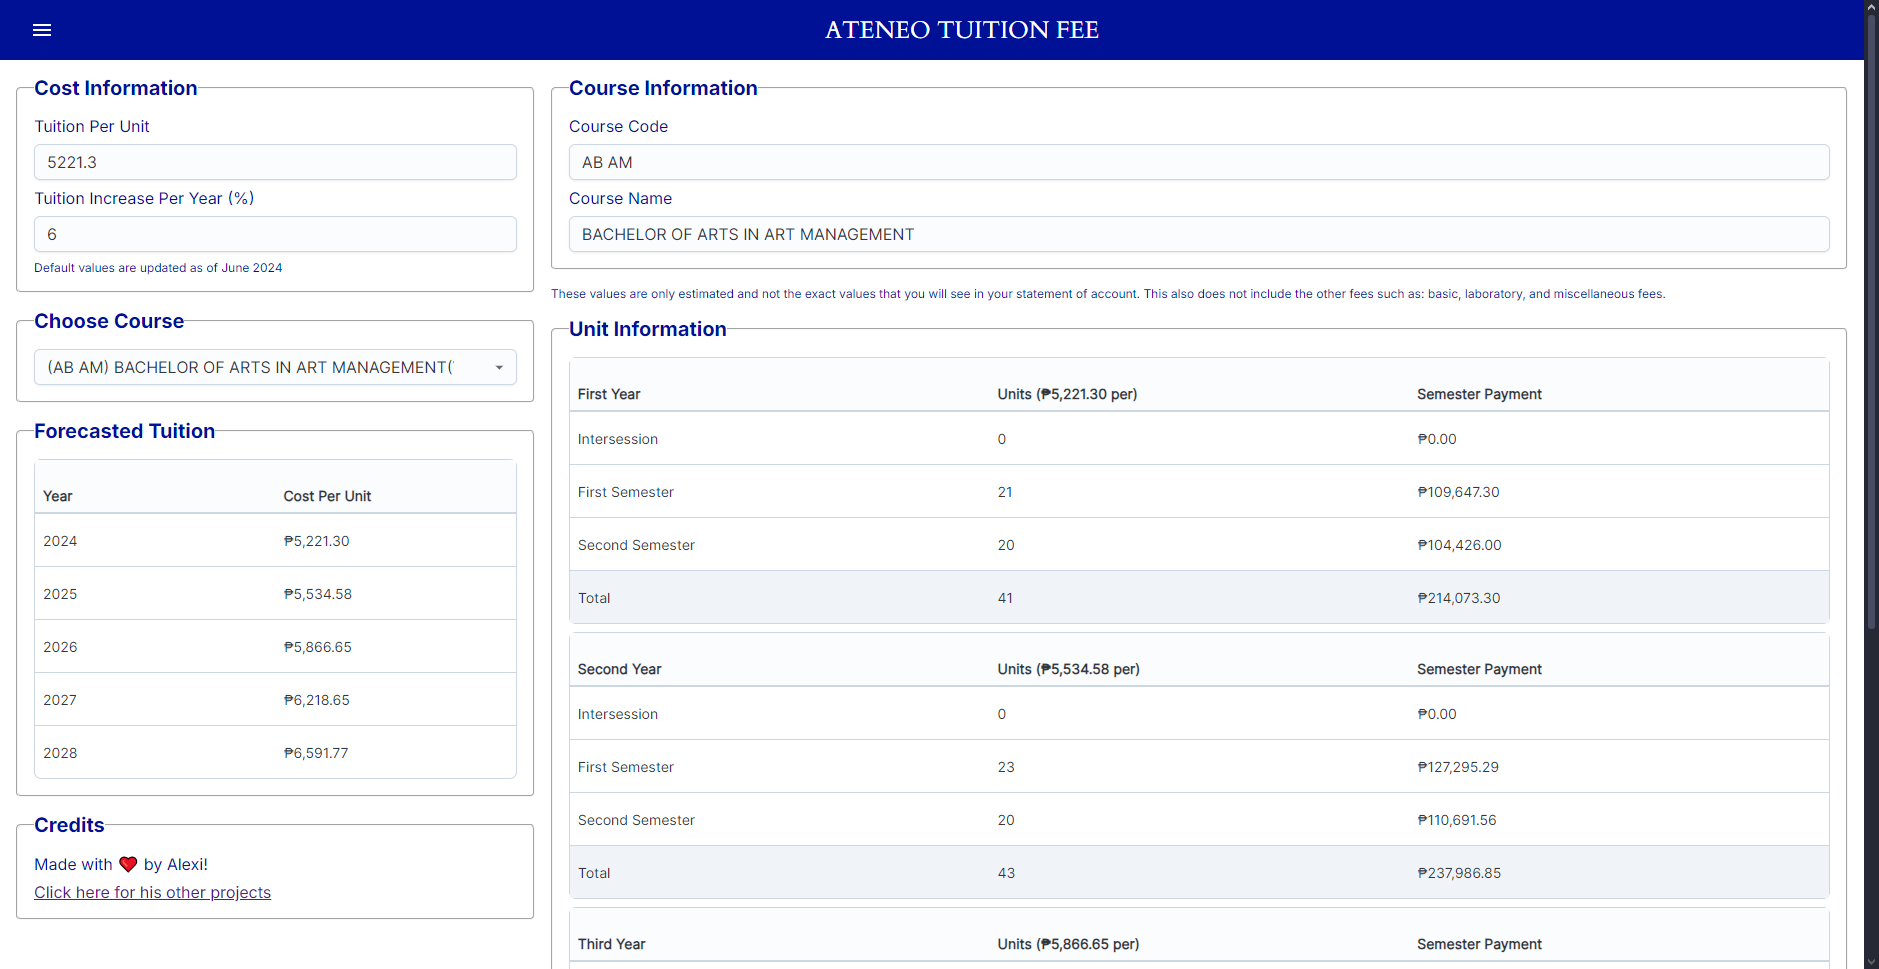 ATENEO TUITION FEE
Cost Information
Tuition Per Unit
5221.3
Tuition Increase Per Year (%)
6
Default values are updated as of June 2024
Choose Course
(AB AM) BACHELOR OF ARTS IN ART MANAGEMENT(
Forecasted Tuition
Year Cost Per Unit
2024 ₱5,221.30
2025 ₱5,534.58
2026 ₱5,866.65
2027 ₱6,218.65
2028 ₱6,591.77
Credits
Made with ❤ by Alexi!
Click here for his other projects
Course Information
Course Code
AB AM
Course Name
BACHELOR OF ARTS IN ART MANAGEMENT
These values are only estimated and not the exact values that you will see in your statement of account. This also does not include the other fees such as: basic, laboratory, and miscellaneous fees.
Unit Information
First Year Units (₱5,221.30 per) Semester Payment
Intersession 0 ₱0.00
First Semester 21 ₱109,647.30
Second Semester 20 ₱104,426.00
Total 41 ₱214,073.30
Second Year Units (₱5,534.58 per) Semester Payment
Intersession 0 ₱0.00
First Semester 23 ₱127,295.29
Second Semester 20 ₱110,691.56
Total 43 ₱237,986.85
Third Year Units (₱5,866.65 per) Semester Payment